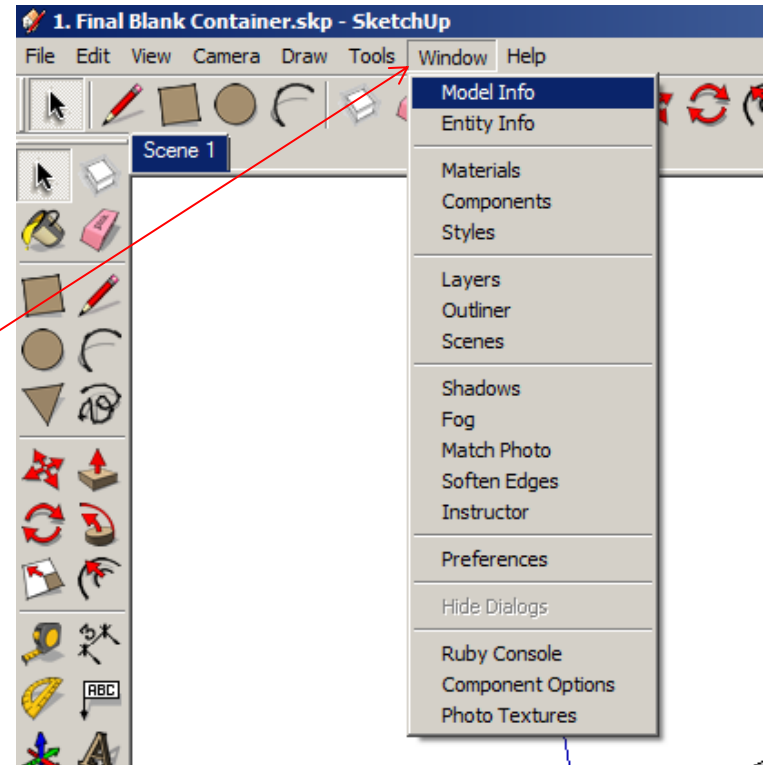 1. Final Blank Container.skp - SketchUp
File Edit View Camera Draw Tools Window Help
Scene 1
Model Info
Entity Info
Materials
Components
Styles
Layers
Outliner
Scenes
Shadows
Fog
Match Photo
Soften Edges
Instructor
Preferences
Hide Dialogs
Ruby Console
Component Options
Photo Textures
ABC
A